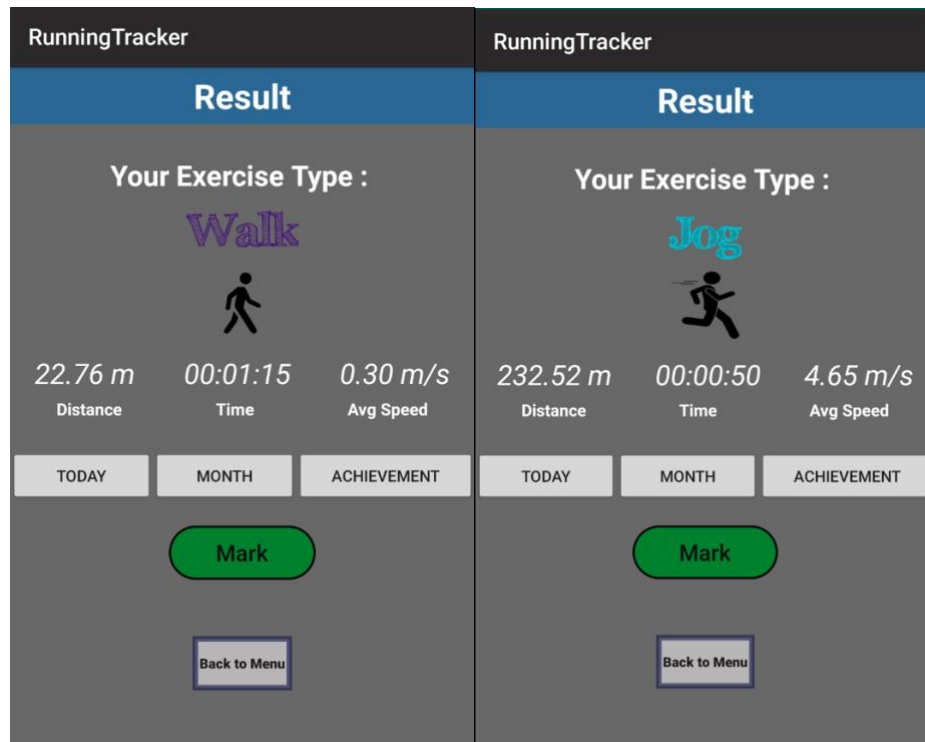 RunningTracker
Result
Your Exercise Type :
Walk
22.76 m 00:01:15 0.30 m/s
Distance Time Avg Speed
TODAY MONTH ACHIEVEMENT
Mark
Back to Menu
RunningTracker
Result
Your Exercise Type :
Jog
232.52 m 00:00:50 4.65 m/s
Distance Time Avg Speed
TODAY MONTH ACHIEVEMENT
Mark
Back to Menu